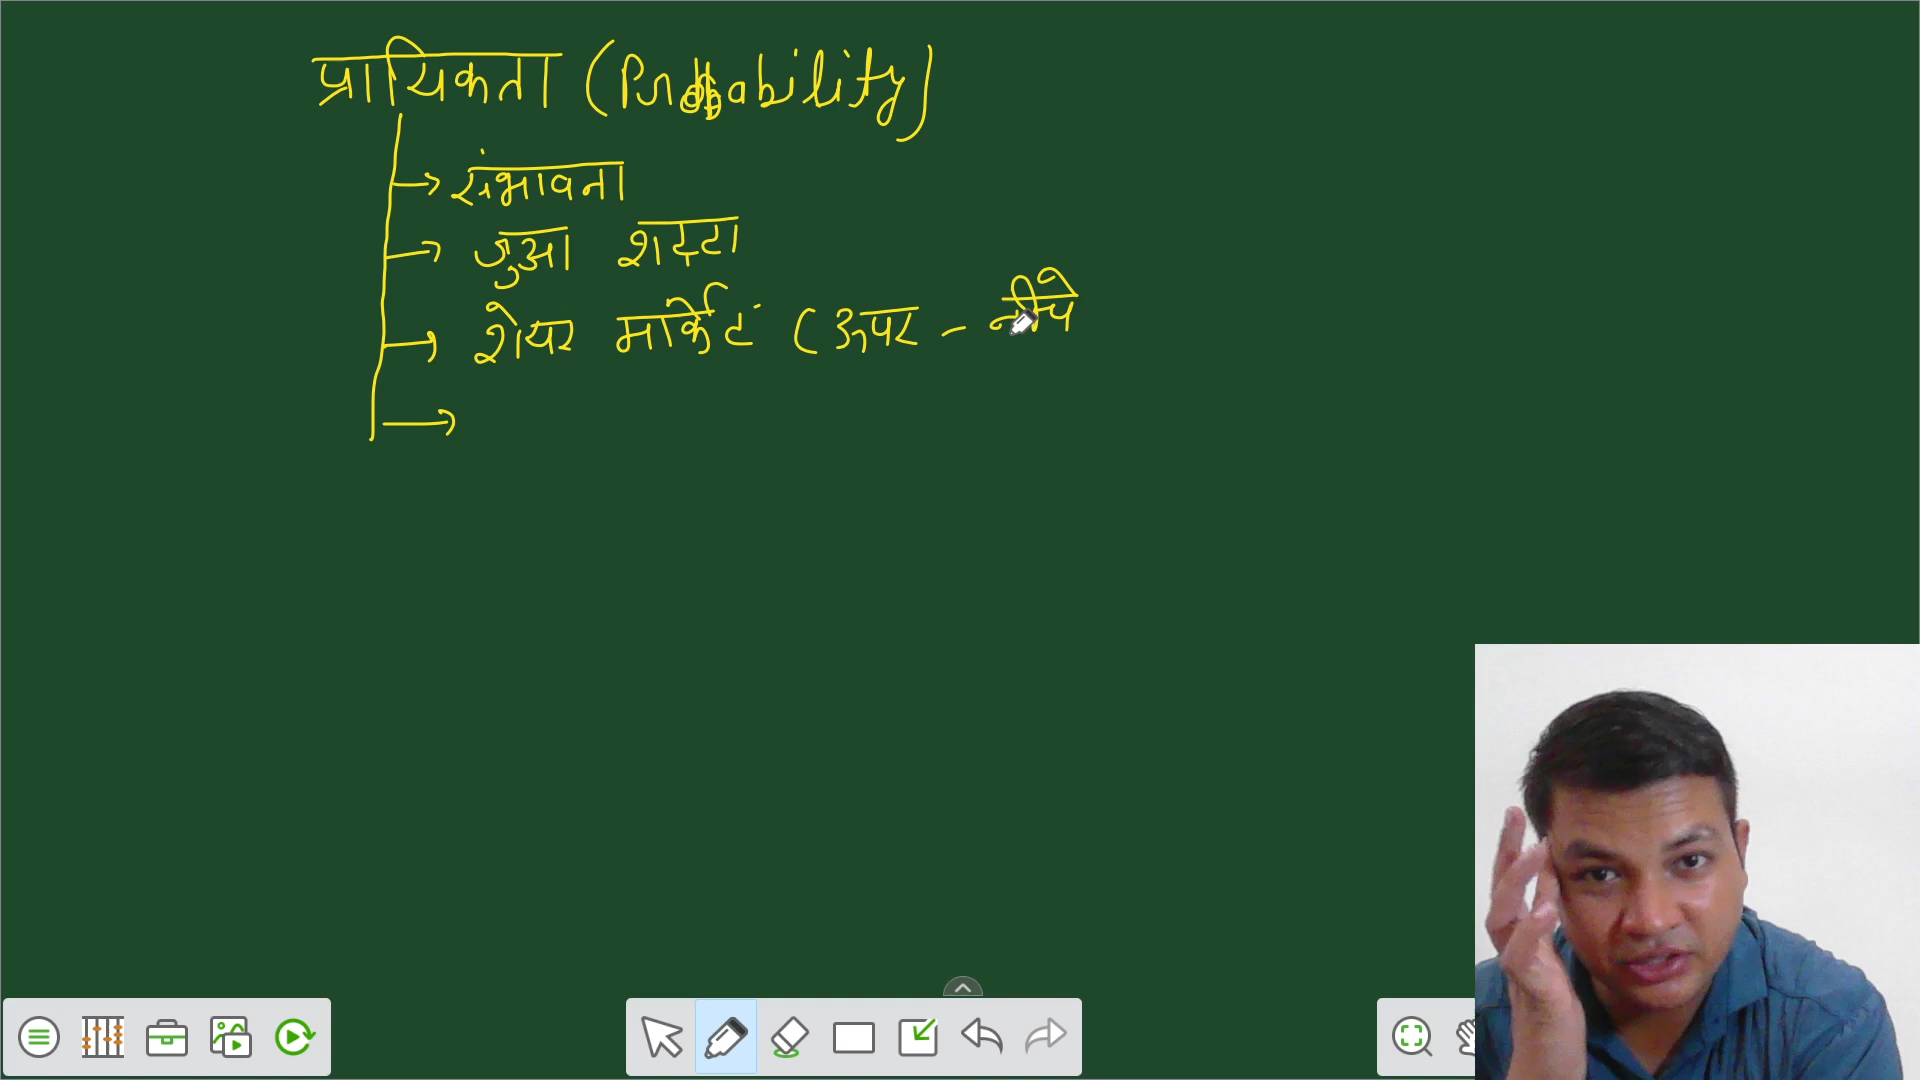 प्रायिकता (Probability)
→ संभावना
→ जुआ शट्टा
→ शेयर मार्केट (ऊपर - नीचे
→